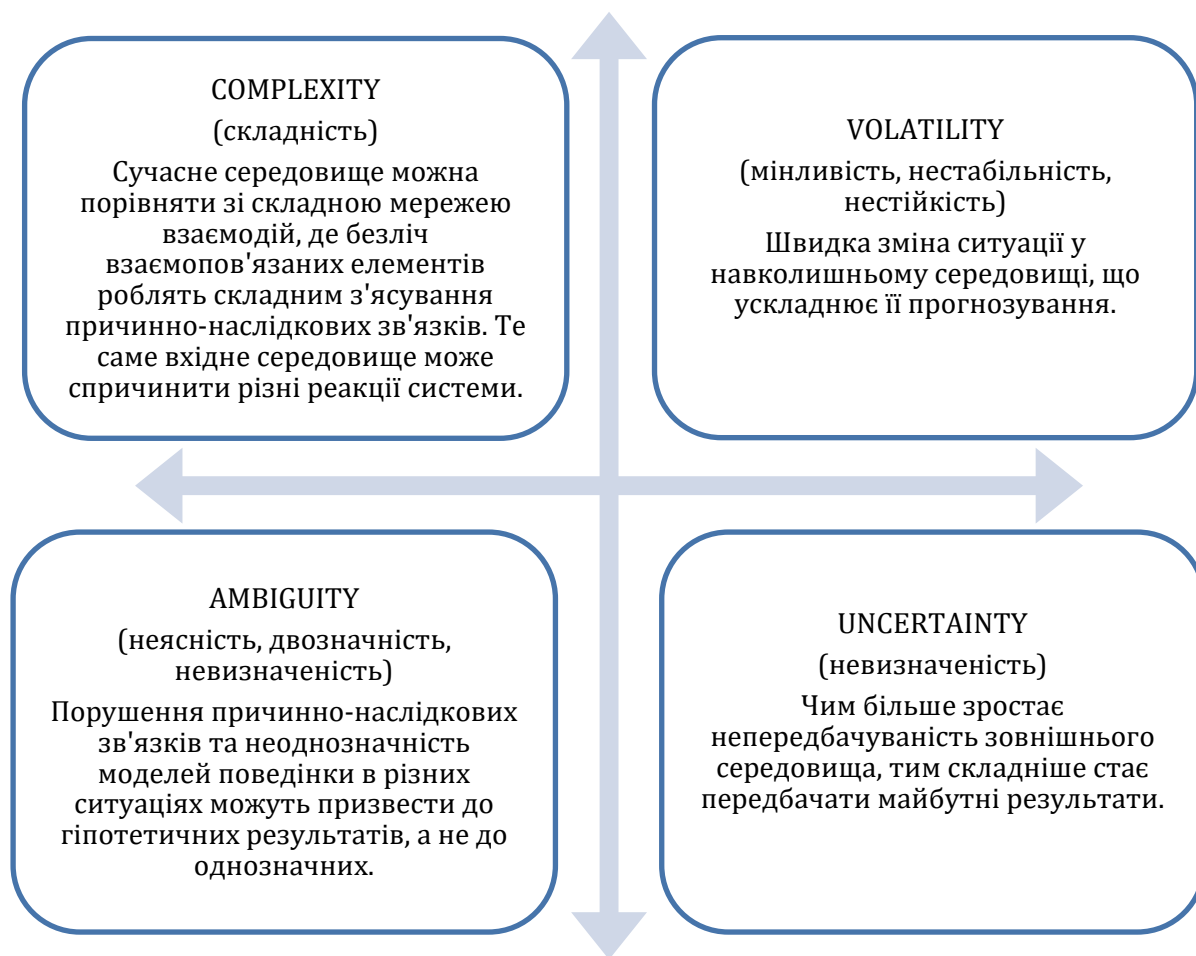 COMPLEXITY
(складність)
Сучасне середовище можна
порівняти зі складною мережею
взаємодій, де безліч
взаємопов'язаних елементів
роблять складним з'ясування
причинно-наслідкових зв'язків. Те
саме вхідне середовище може
спричинити різні реакції системи.
VOLATILITY
(мінливість, нестабільність,
нестійкість)
Швидка зміна ситуації у
навколишньому середовищі, що
ускладнює її прогнозування.
AMBIGUITY
(неясність, двозначність,
невизначеність)
Порушення причинно-наслідкових
зв'язків та неоднозначність
моделей поведінки в різних
ситуаціях можуть призвести до
гіпотетичних результатів, а не до
однозначних.
UNCERTAINTY
(невизначеність)
Чим більше зростає
непередбачуваність зовнішнього
середовища, тим складніше стає
передбачати майбутні результати.